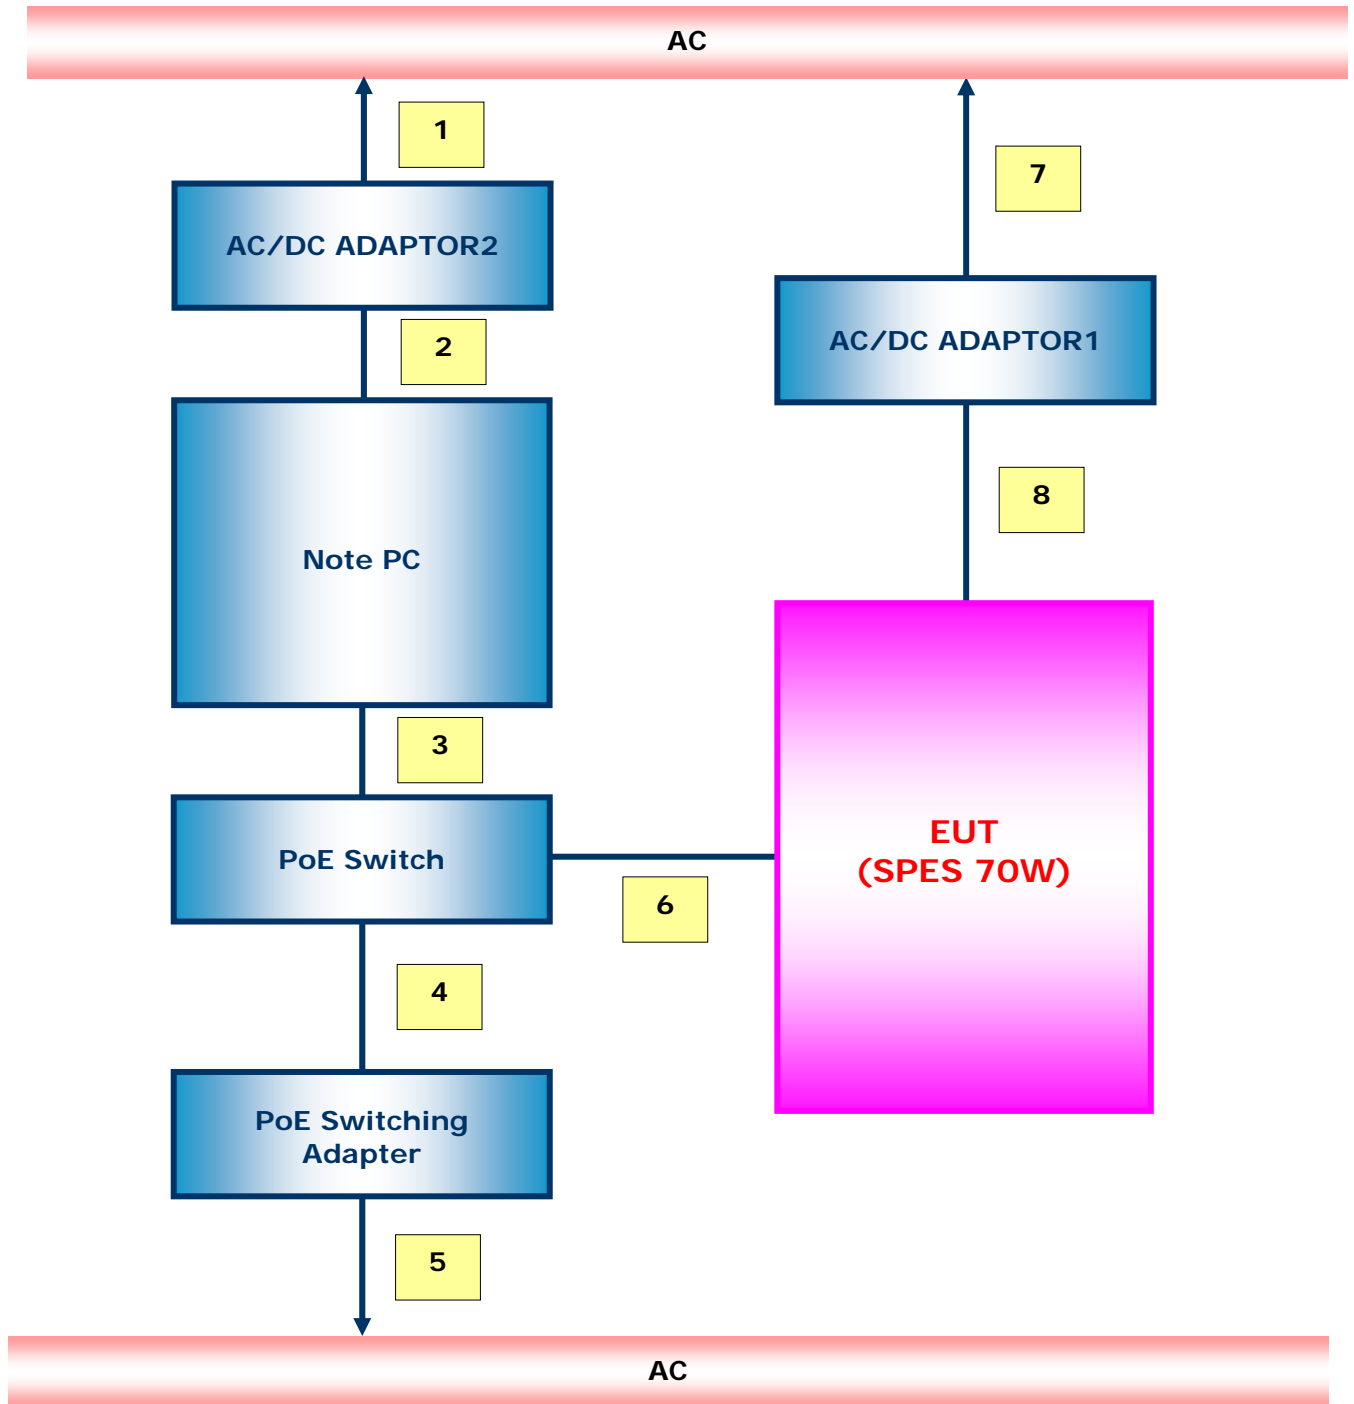 AC
1
7
AC/DC ADAPTOR2
2
AC/DC ADAPTOR1
8
Note PC
3
PoE Switch
6
EUT
(SPES 70W)
4
PoE Switching
Adapter
5
AC